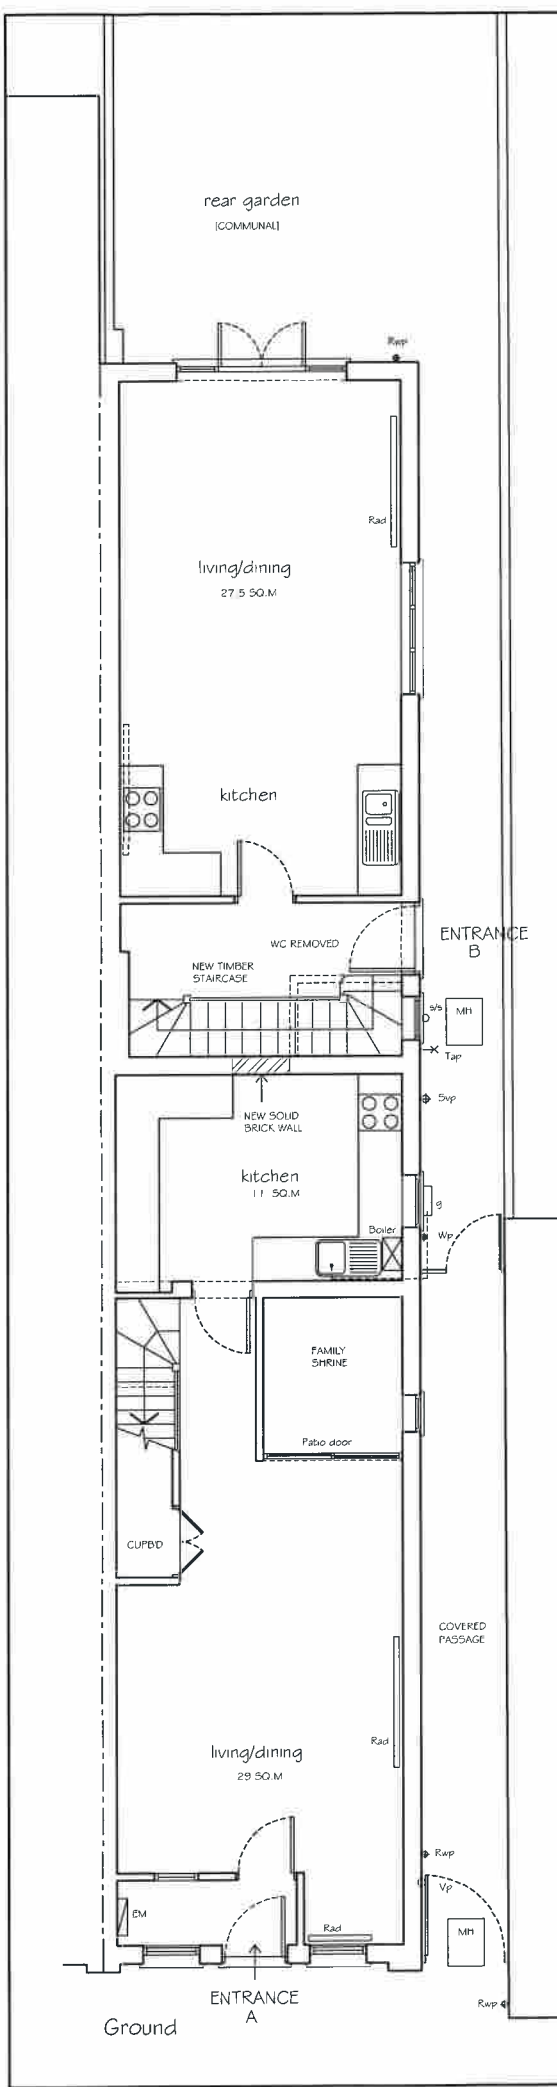 rear garden
[COMMUNAL]
Rwp
Rad
living/dining
27.5 SQ.M
kitchen
ENTRANCE
B
WC REMOVED
NEW TIMBER
STAIRCASE
s/s
MH
Tap
Svp
NEW SOLID
BRICK WALL
kitchen
11 SQ.M
g
Boiler
Wp
FAMILY
SHRINE
Patio door
CUPB'D
COVERED
PASSAGE
Rad
living/dining
29 SQ.M
Rwp
Vp
EM
Rad
MH
Rwp
ENTRANCE
A
Ground